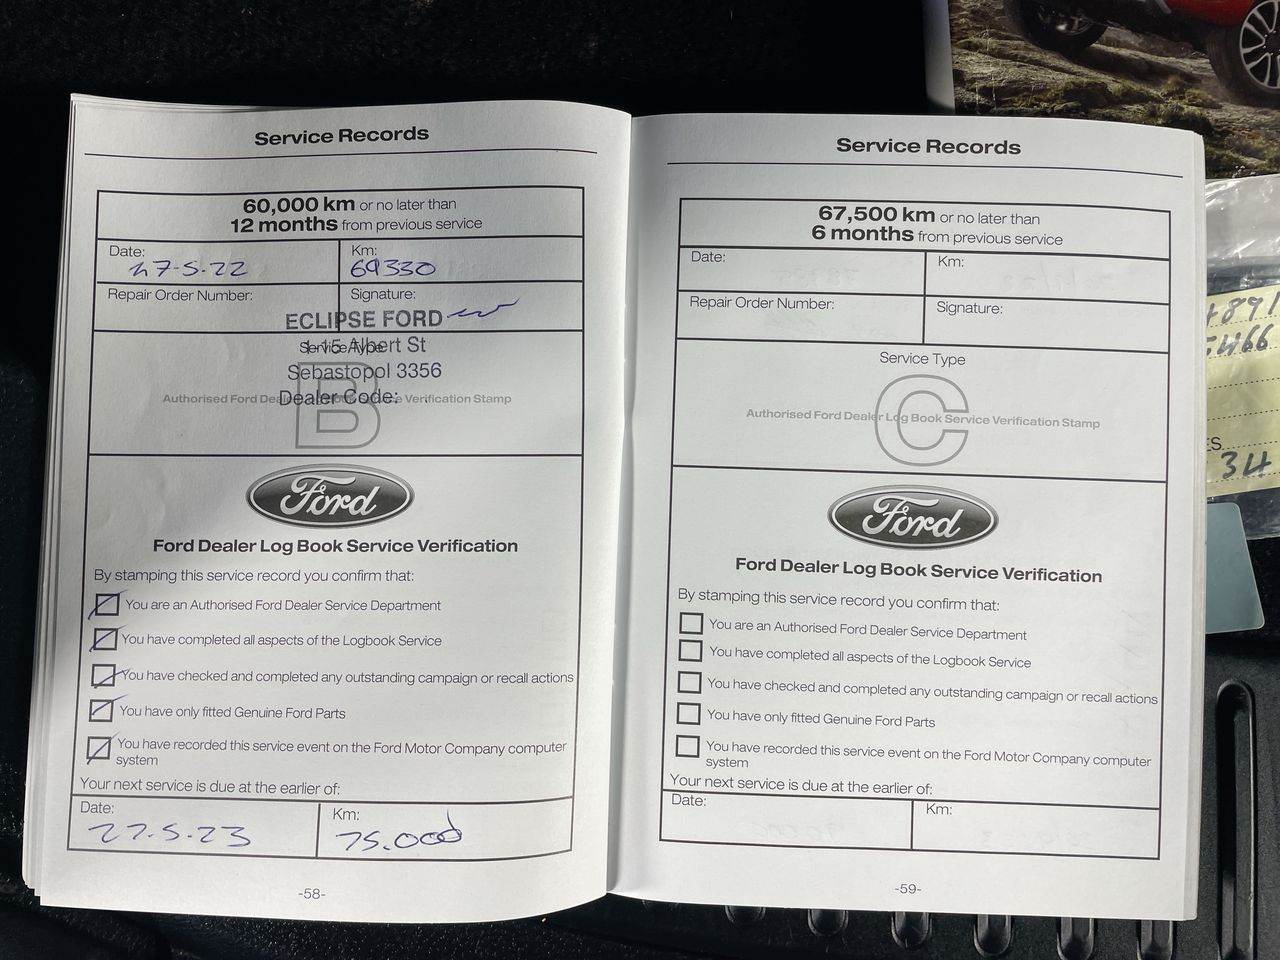 Service Records
60,000 km or no later than
12 months from previous service
Date:
27-5-22
Km:
69330
Repair Order Number:
Signature:
ECLIPSE FORD
Service Type
1-15 Albert St
Sebastopol 3356
Dealer Code:
Authorised Ford Dealer Log Book Service Verification Stamp
B
Ford
Ford Dealer Log Book Service Verification
By stamping this service record you confirm that:
You are an Authorised Ford Dealer Service Department
You have completed all aspects of the Logbook Service
You have checked and completed any outstanding campaign or recall actions
You have only fitted Genuine Ford Parts
You have recorded this service event on the Ford Motor Company computer
system
Your next service is due at the earlier of:
Date:
27.5.23
Km:
75.000
-58-
Service Records
67,500 km or no later than
6 months from previous service
Date:
Km:
Repair Order Number:
Signature:
Service Type
C
Authorised Ford Dealer Log Book Service Verification Stamp
Ford
Ford Dealer Log Book Service Verification
By stamping this service record you confirm that:
You are an Authorised Ford Dealer Service Department
You have completed all aspects of the Logbook Service
You have checked and completed any outstanding campaign or recall actions
You have only fitted Genuine Ford Parts
You have recorded this service event on the Ford Motor Company computer
system
Your next service is due at the earlier of:
Date:
Km:
-59-
34